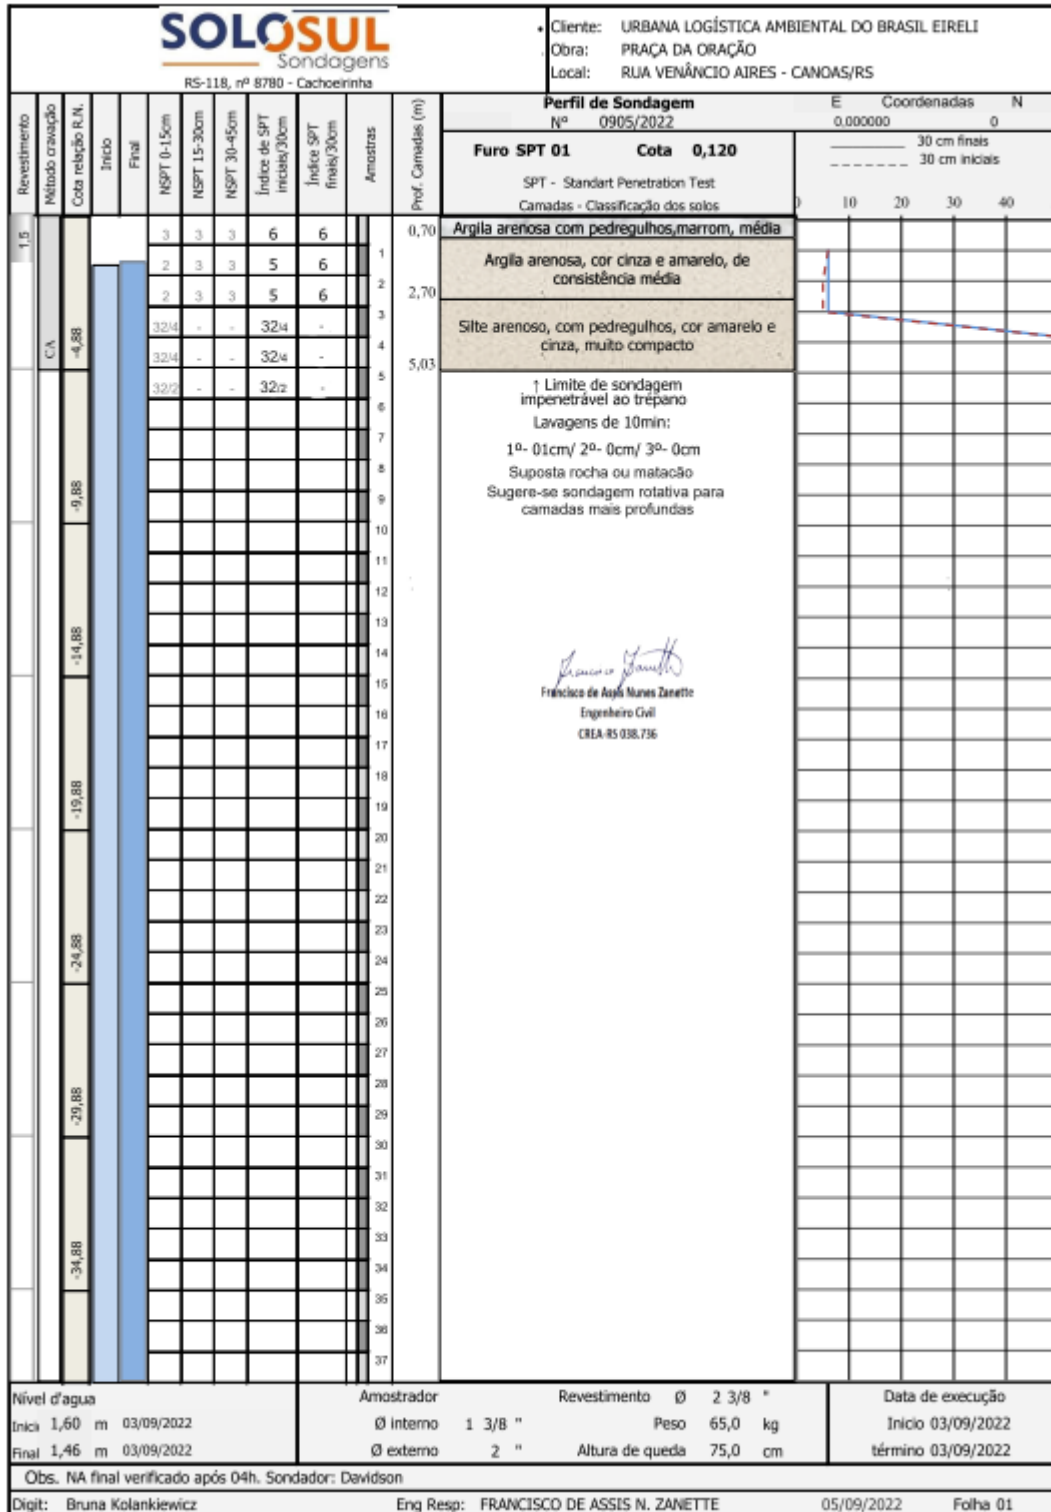 SOLOSUL
Sondagens
RS-118, nº 8780 - Cachoeirinha
Cliente: URBANA LOGÍSTICA AMBIENTAL DO BRASIL EIRELI
Obra: PRAÇA DA ORAÇÃO
Local: RUA VENÂNCIO AIRES - CANOAS/RS
Revestimento
Método cravação
Cota relação R.N.
Início
Final
NSPT 0-15cm
NSPT 15-30cm
NSPT 30-45cm
Índice de SPT iniciais/30cm
Índice SPT finais/30cm
Amostras
Prof. Camadas (m)
Perfil de Sondagem
Nº 0905/2022
Furo SPT 01 Cota 0,120
SPT - Standart Penetration Test
Camadas - Classificação dos solos
E Coordenadas N
0,000000 0
30 cm finais
30 cm iniciais
0 10 20 30 40
1,5
CA
3 3 3 6 6
2 3 3 5 6
2 3 3 5 6
32/4 - - 32/4 -
32/4 - - 32/4 -
32/2 - - 32/2 -
0,70
2,70
5,03
Argila arenosa com pedregulhos,marrom, média
Argila arenosa, cor cinza e amarelo, de
consistência média
Silte arenoso, com pedregulhos, cor amarelo e
cinza, muito compacto
↑ Limite de sondagem
impenetrável ao trépano
Lavagens de 10min:
1º- 01cm/ 2º- 0cm/ 3º- 0cm
Suposta rocha ou matacão
Sugere-se sondagem rotativa para
camadas mais profundas
-4,88
-9,88
-14,88
-19,88
-24,88
-29,88
-34,88
1
2
3
4
5
6
7
8
9
10
11
12
13
14
15
16
17
18
19
20
21
22
23
24
25
26
27
28
29
30
31
32
33
34
35
36
37
Francisco de Assis Nunes Zanette
Engenheiro Civil
CREA-RS 038.736
Nível d'agua
Inici 1,60 m 03/09/2022
Final 1,46 m 03/09/2022
Amostrador
Ø interno 1 3/8 "
Ø externo 2 "
Revestimento Ø 2 3/8 "
Peso 65,0 kg
Altura de queda 75,0 cm
Data de execução
Inicio 03/09/2022
término 03/09/2022
Obs. NA final verificado após 04h. Sondador: Davidson
Digit: Bruna Kolankiewicz Eng Resp: FRANCISCO DE ASSIS N. ZANETTE 05/09/2022 Folha 01